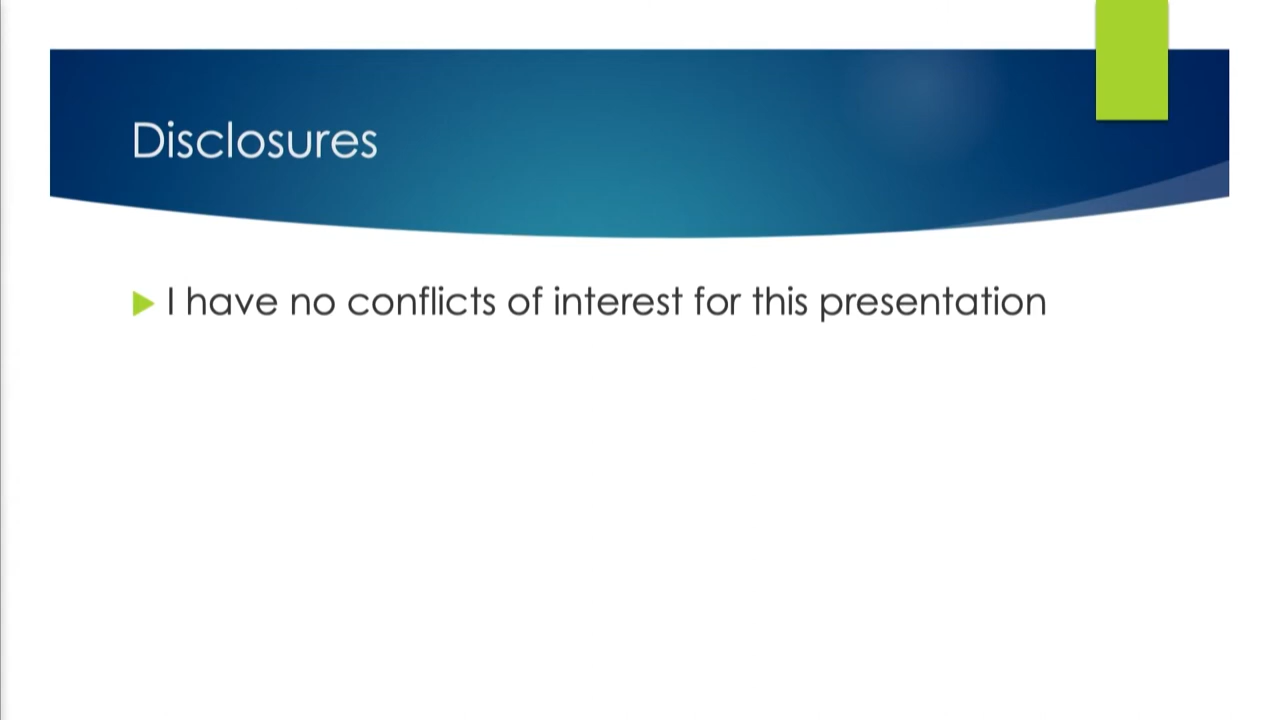 Disclosures
I have no conflicts of interest for this presentation